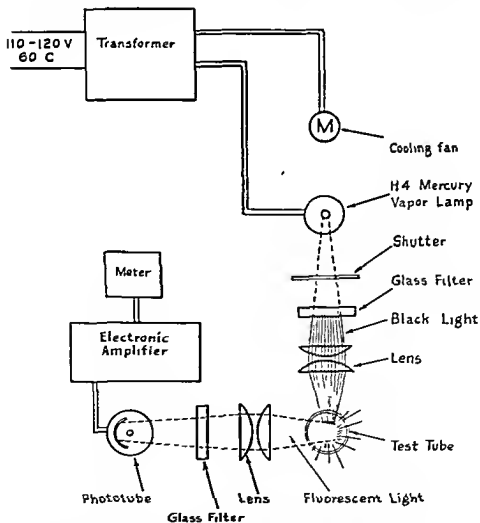 110-120 V
60 C
Transformer
M
Cooling fan
H4 Mercury
Vapor Lamp
Shutter
Glass Filter
Black Light
Lens
Meter
Electronic
Amplifier
Test Tube
Phototube
Glass Filter
Lens
Fluorescent Light